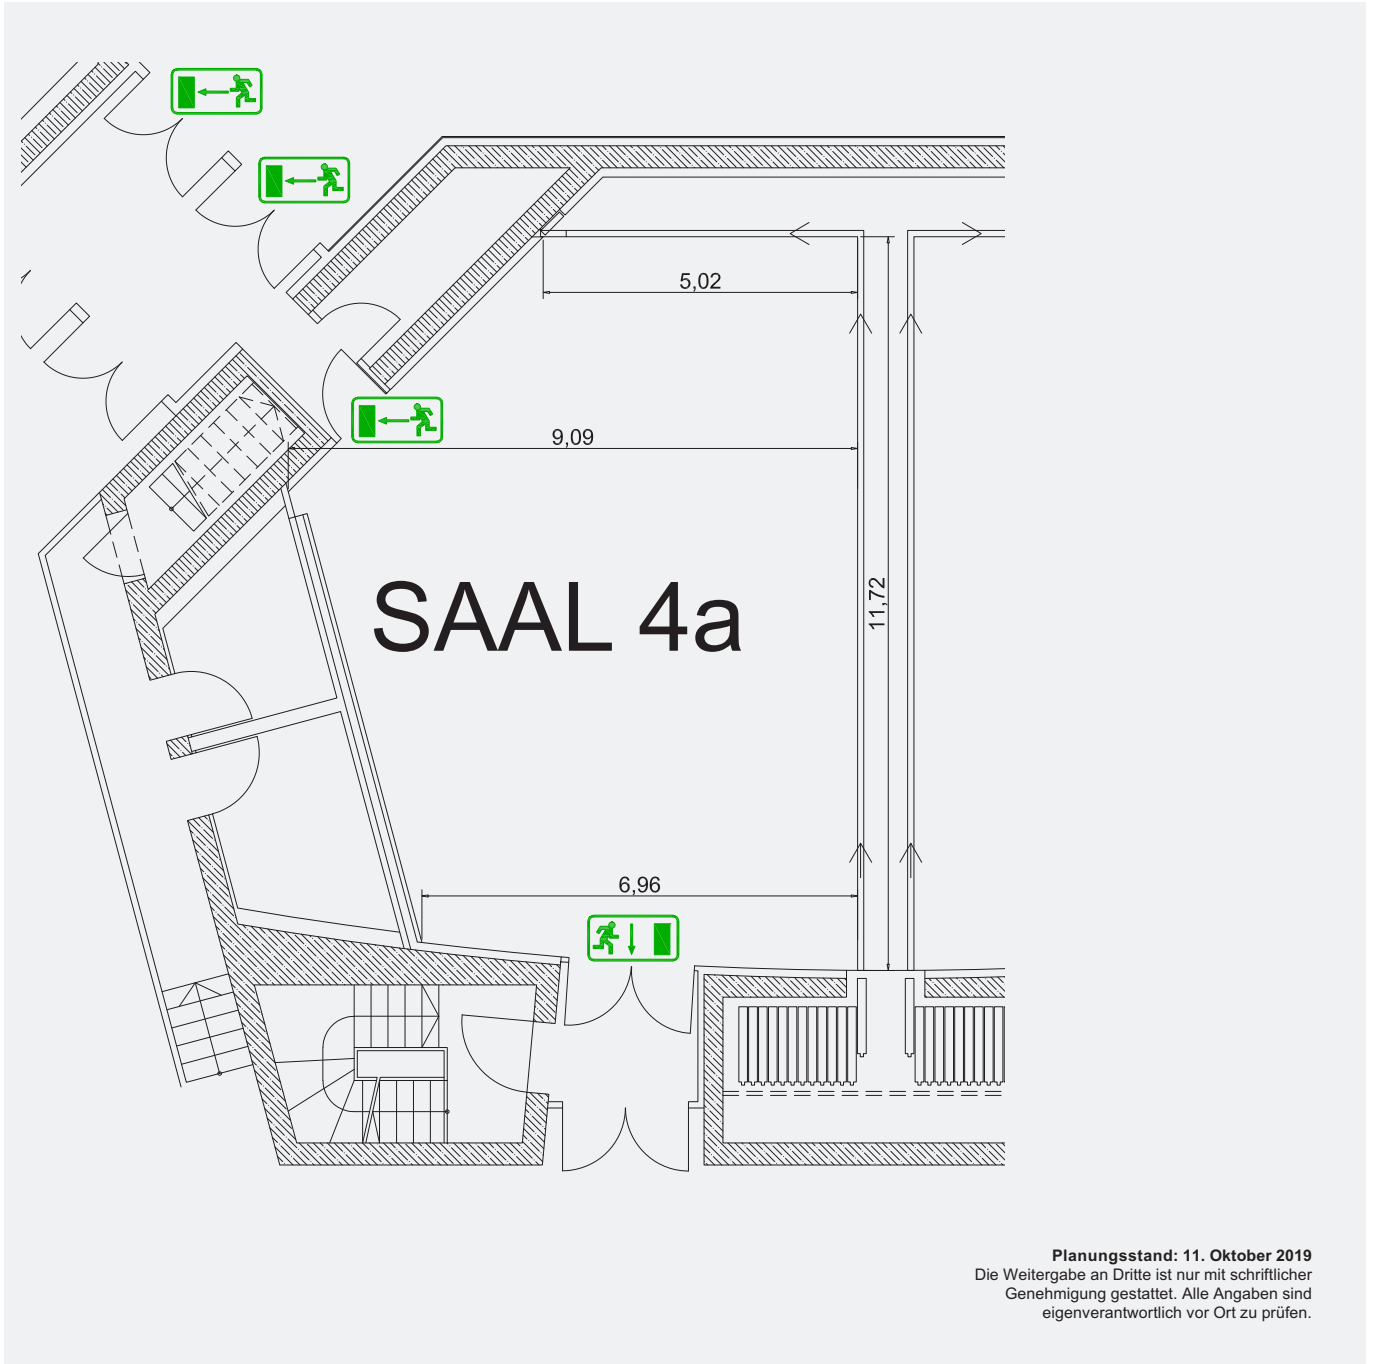 5,02
9,09
SAAL 4a
11,72
6,96
Planungsstand: 11. Oktober 2019
Die Weitergabe an Dritte ist nur mit schriftlicher
Genehmigung gestattet. Alle Angaben sind
eigenverantwortlich vor Ort zu prüfen.